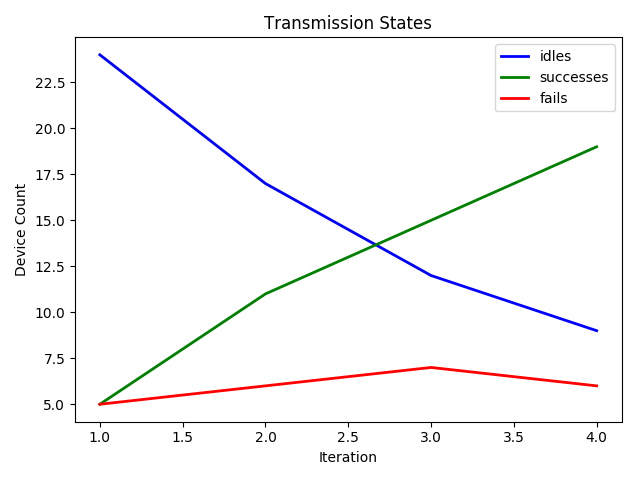 Transmission States
idles
successes
fails
22.5
20.0
17.5
15.0
12.5
10.0
7.5
5.0
Device Count
1.0 1.5 2.0 2.5 3.0 3.5 4.0
Iteration